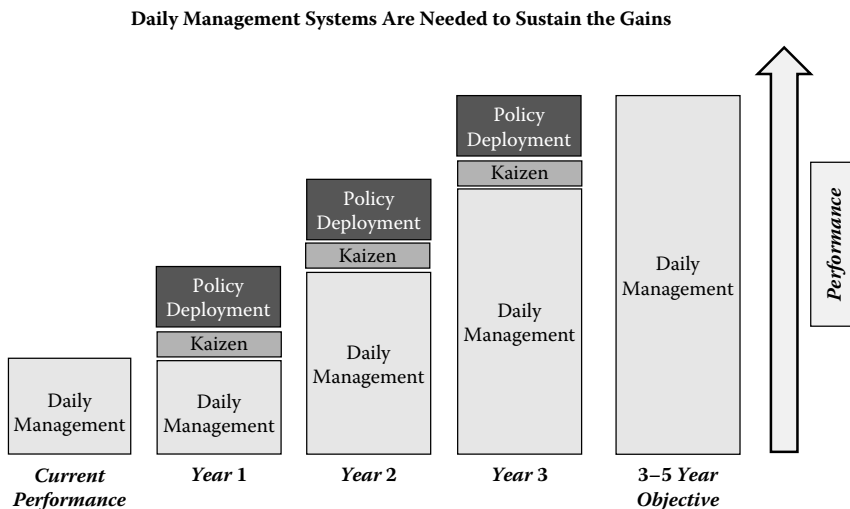 Daily Management Systems Are Needed to Sustain the Gains
Policy
Deployment
Kaizen
Daily
Management
Policy
Deployment
Kaizen
Daily
Management
Policy
Deployment
Kaizen
Daily
Management
Daily
Management
Daily
Management
Performance
Current
Performance
Year 1
Year 2
Year 3
3–5 Year
Objective